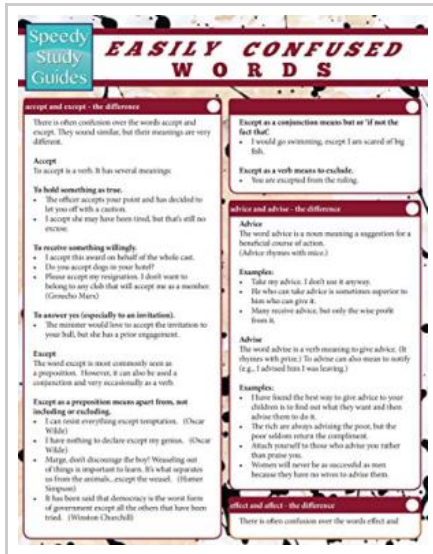 Speedy
Study
Guides
EASILY CONFUSED
WORDS
accept and except - the difference
There is often confusion over the words accept and
except. They sound similar, but their meanings are very
different.
Accept
To accept is a verb. It has several meanings:
To hold something as true.
• The officer accepts your point and has decided to
let you off with a caution.
• I accept she may have been tired, but that's still no
excuse.
To receive something willingly.
• I accept this award on behalf of the whole cast.
• Do you accept dogs in your hotel?
• Please accept my resignation. I don't want to
belong to any club that will accept me as a member.
(Groucho Marx)
To answer yes (especially to an invitation).
• The minister would love to accept the invitation to
your ball, but she has a prior engagement.
Except
The word except is most commonly seen as
a preposition. However, it can also be used a
conjunction and very occasionally as a verb
Except as a preposition means apart from, not
including or excluding.
• I can resist everything except temptation. (Oscar
Wilde)
• I have nothing to declare except my genius. (Oscar
Wilde)
• Marge, don't discourage the boy! Weaseling out
of things is important to learn. It's what separates
us from the animals...except the weasel. (Homer
Simpson)
• It has been said that democracy is the worst form
of government except all the others that have been
tried. (Winston Churchill)
Except as a conjunction means but or 'if not the
fact that'.
• I would go swimming, except I am scared of big
fish.
Except as a verb means to exclude.
• You are excepted from the ruling.
advice and advise - the difference
Advice
The word advice is a noun meaning a suggestion for a
beneficial course of action.
(Advice rhymes with mice.)
Examples:
• Take my advice. I don't use it anyway.
• He who can take advice is sometimes superior to
him who can give it.
• Many receive advice, but only the wise profit
from it.
Advise
The word advise is a verb meaning to give advice. (It
rhymes with prize.) To advise can also mean to notify
(e.g., I advised him I was leaving.)
Examples:
• I have found the best way to give advice to your
children is to find out what they want and then
advise them to do it.
• The rich are always advising the poor, but the
poor seldom return the compliment.
• Attach yourself to those who advise you rather
than praise you.
• Women will never be as successful as men
because they have no wives to advise them.
effect and affect - the difference
There is often confusion over the words effect and